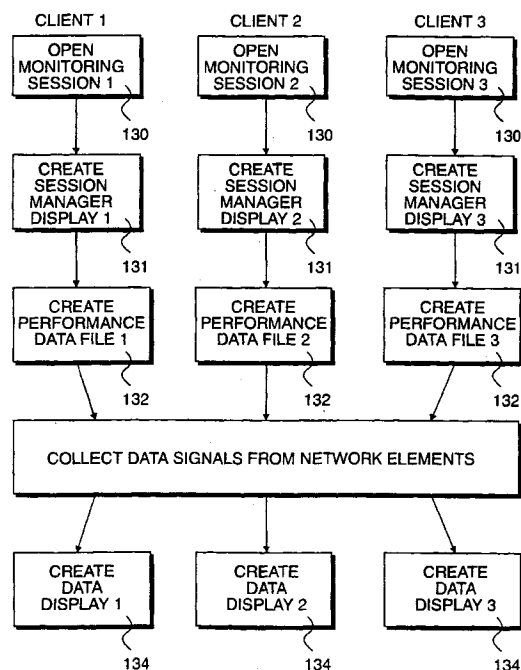 CLIENT 1
CLIENT 2
CLIENT 3
OPEN
MONITORING
SESSION 1
OPEN
MONITORING
SESSION 2
OPEN
MONITORING
SESSION 3
130
130
130
CREATE
SESSION
MANAGER
DISPLAY 1
CREATE
SESSION
MANAGER
DISPLAY 2
CREATE
SESSION
MANAGER
DISPLAY 3
131
131
131
CREATE
PERFORMANCE
DATA FILE 1
CREATE
PERFORMANCE
DATA FILE 2
CREATE
PERFORMANCE
DATA FILE 3
132
132
132
COLLECT DATA SIGNALS FROM NETWORK ELEMENTS
CREATE
DATA
DISPLAY 1
CREATE
DATA
DISPLAY 2
CREATE
DATA
DISPLAY 3
134
134
134